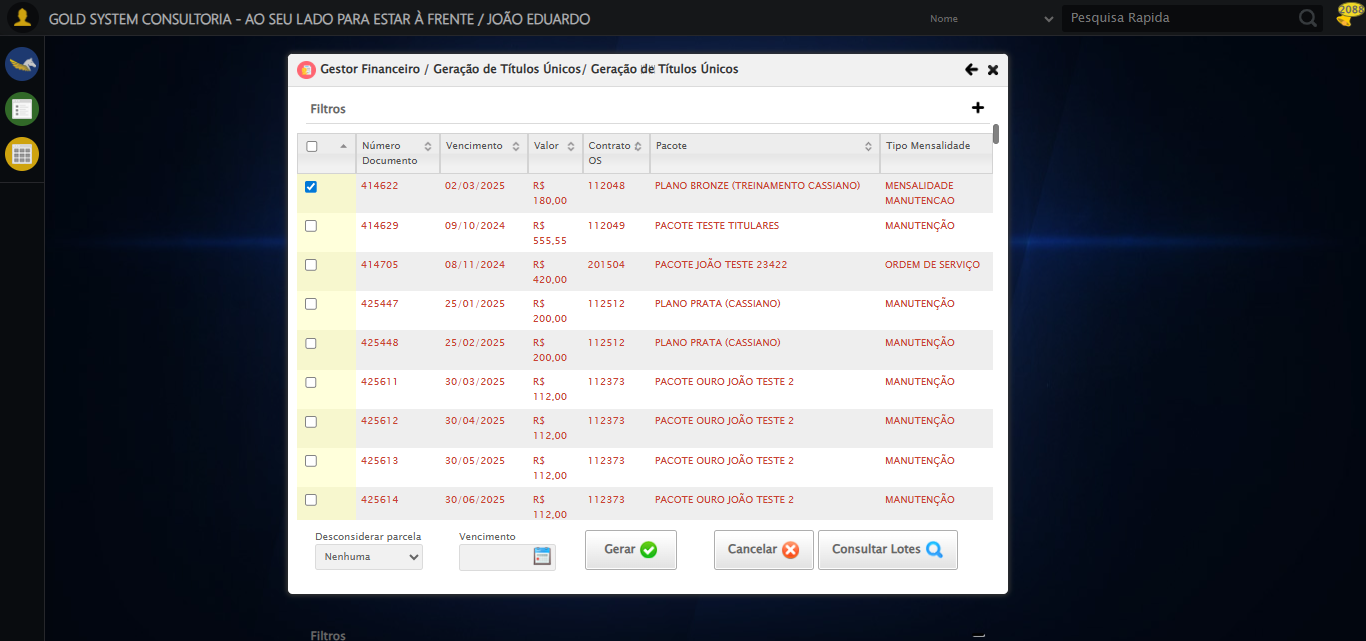 GOLD SYSTEM CONSULTORIA - AO SEU LADO PARA ESTAR À FRENTE / JOÃO EDUARDO
Nome
Pesquisa Rapida
2088
Gestor Financeiro / Geração de Títulos Únicos/ Geração de Títulos Únicos
Filtros
Número Documento Vencimento Valor Contrato OS Pacote Tipo Mensalidade
414622 02/03/2025 R$ 180,00 112048 PLANO BRONZE (TREINAMENTO CASSIANO) MENSALIDADE MANUTENCAO
414629 09/10/2024 R$ 555,55 112049 PACOTE TESTE TITULARES MANUTENÇÃO
414705 08/11/2024 R$ 420,00 201504 PACOTE JOÃO TESTE 23422 ORDEM DE SERVIÇO
425447 25/01/2025 R$ 200,00 112512 PLANO PRATA (CASSIANO) MANUTENÇÃO
425448 25/02/2025 R$ 200,00 112512 PLANO PRATA (CASSIANO) MANUTENÇÃO
425611 30/03/2025 R$ 112,00 112373 PACOTE OURO JOÃO TESTE 2 MANUTENÇÃO
425612 30/04/2025 R$ 112,00 112373 PACOTE OURO JOÃO TESTE 2 MANUTENÇÃO
425613 30/05/2025 R$ 112,00 112373 PACOTE OURO JOÃO TESTE 2 MANUTENÇÃO
425614 30/06/2025 R$ 112,00 112373 PACOTE OURO JOÃO TESTE 2 MANUTENÇÃO
Desconsiderar parcela
Nenhuma
Vencimento
Gerar
Cancelar
Consultar Lotes
Filtros